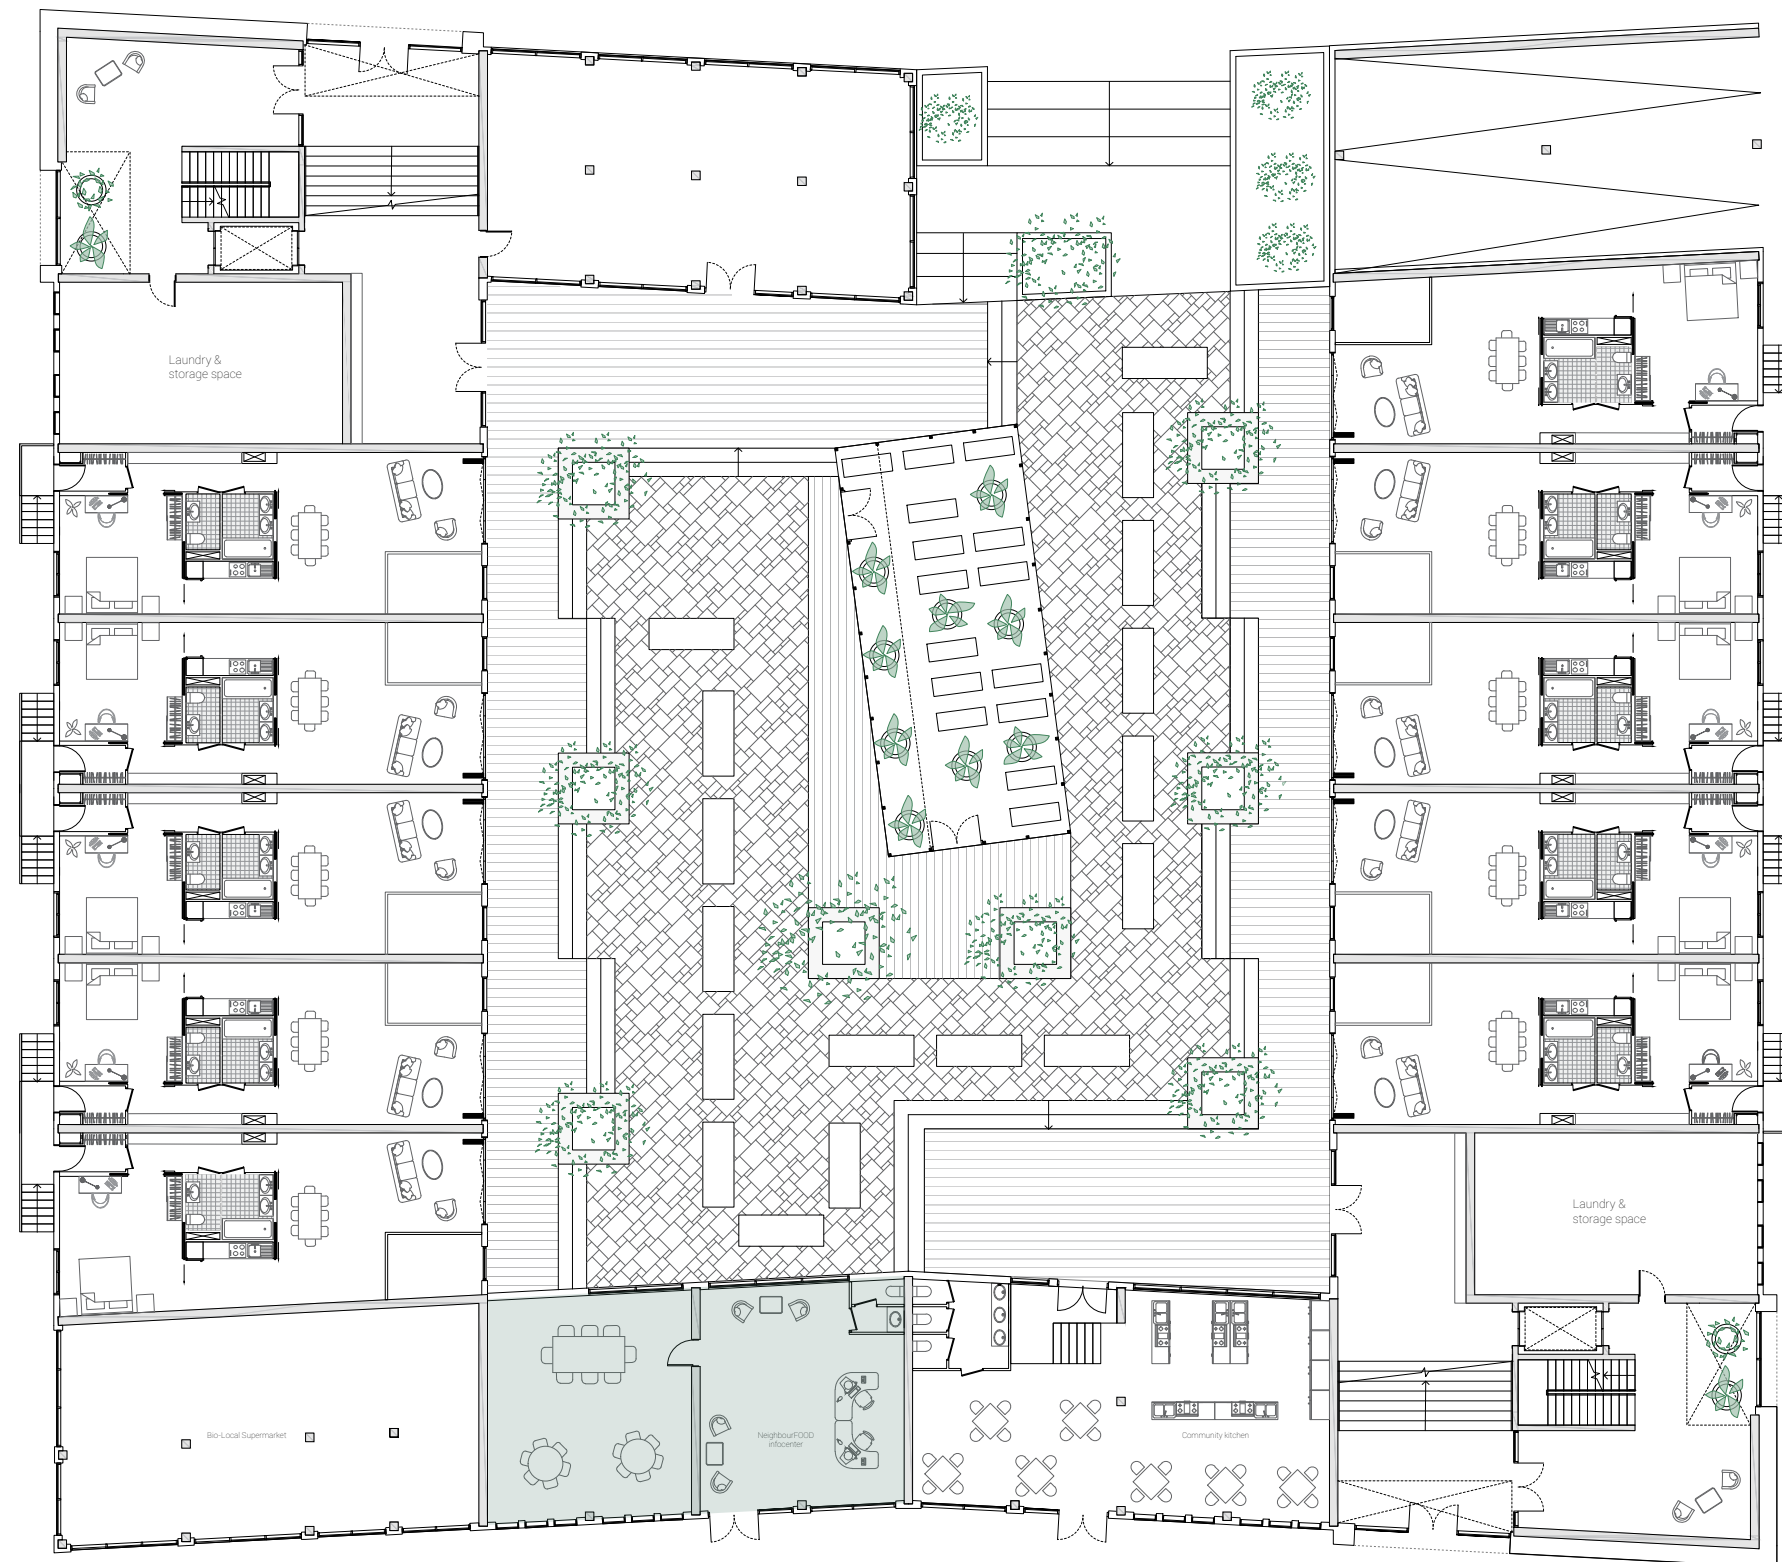 Laundry &
storage space
Laundry &
storage space
Bio-Local Supermarket
NeighbourFOOD
infocenter
Community kitchen